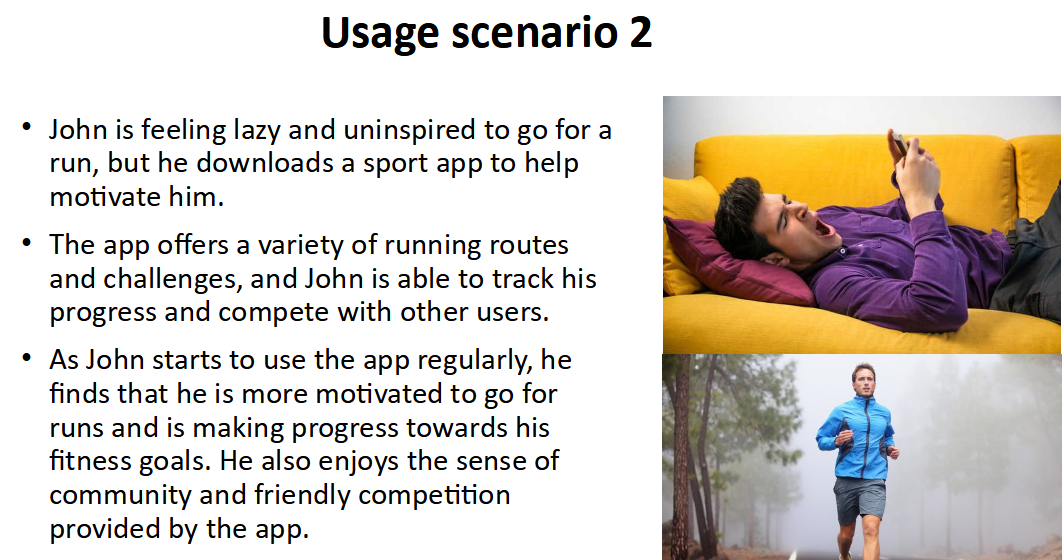 Usage scenario 2
• John is feeling lazy and uninspired to go for a
run, but he downloads a sport app to help
motivate him.
• The app offers a variety of running routes
and challenges, and John is able to track his
progress and compete with other users.
• As John starts to use the app regularly, he
finds that he is more motivated to go for
runs and is making progress towards his
fitness goals. He also enjoys the sense of
community and friendly competition
provided by the app.